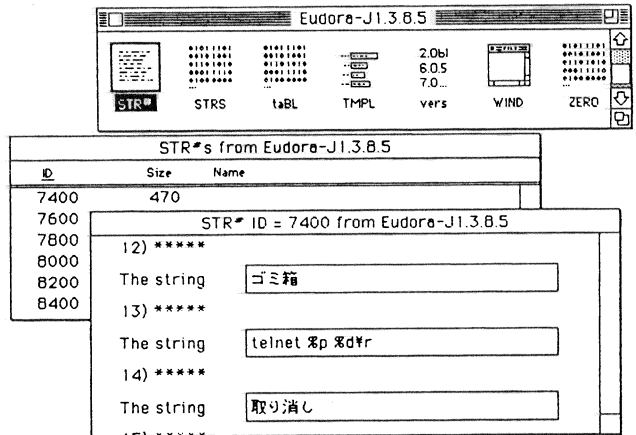 Eudora-J1.3.8.5
2.0b1
6.0.5
7.0...
STR# STRS taBL TMPL vers WIND ZERO
STR#s from Eudora-J1.3.8.5
ID Size Name
7400 470
7600
7800
8000
8200
8400
STR# ID = 7400 from Eudora-J1.3.8.5
12) *****
The string ゴミ箱
13) *****
The string telnet %p %d¥r
14) *****
The string 取り消し
15) *****